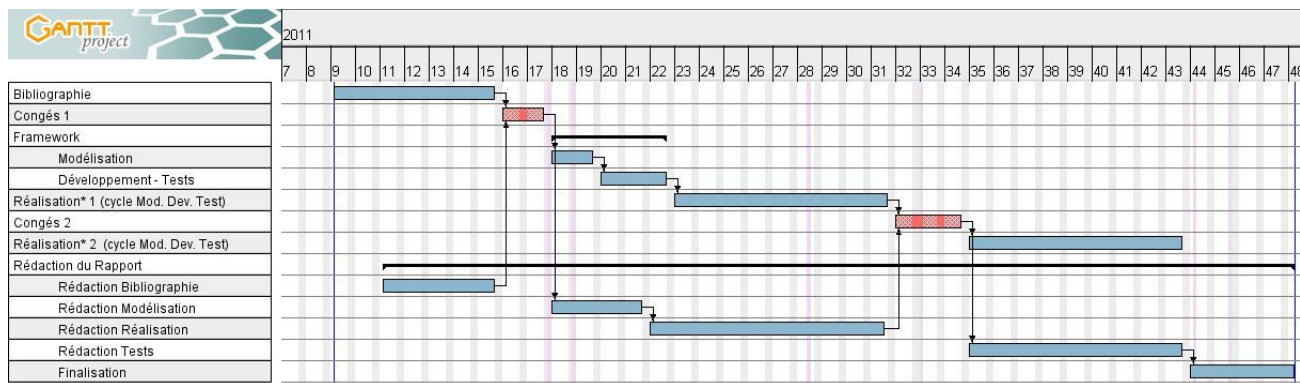 GANTT
project
2011
7 8 9 10 11 12 13 14 15 16 17 18 19 20 21 22 23 24 25 26 27 28 29 30 31 32 33 34 35 36 37 38 39 40 41 42 43 44 45 46 47 48
Bibliographie
Congés 1
Framework
Modélisation
Développement - Tests
Réalisation* 1 (cycle Mod. Dev. Test)
Congés 2
Réalisation* 2 (cycle Mod. Dev. Test)
Rédaction du Rapport
Rédaction Bibliographie
Rédaction Modélisation
Rédaction Réalisation
Rédaction Tests
Finalisation